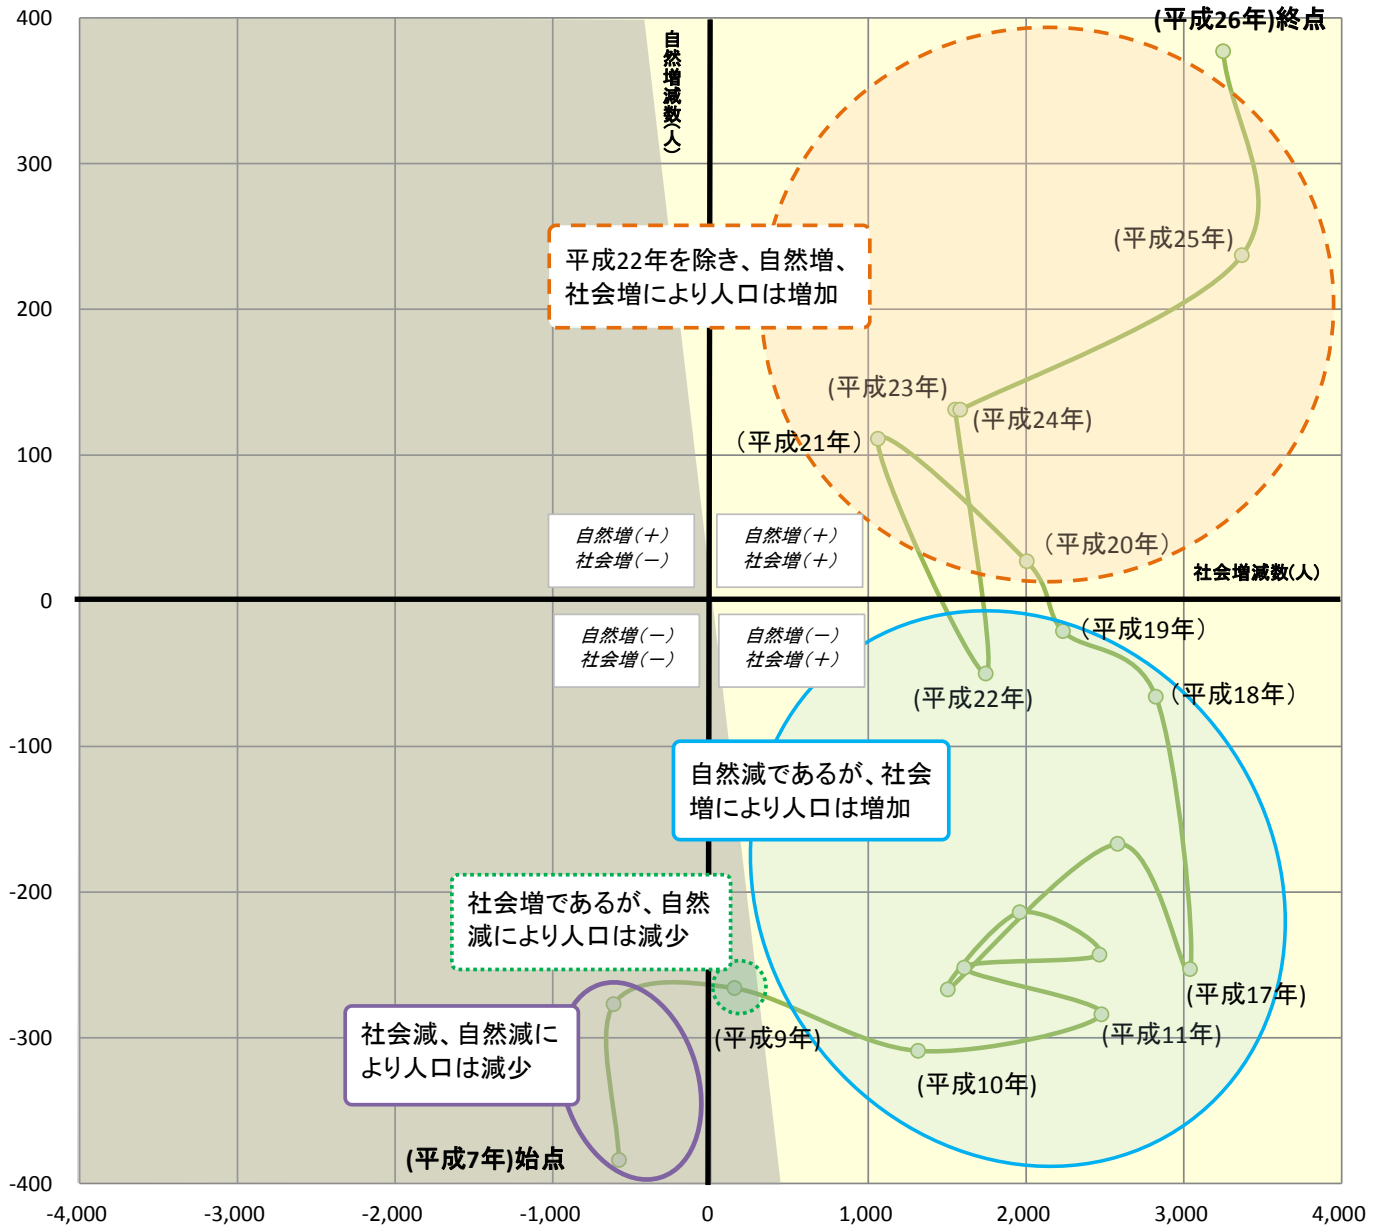 400
(平成26年)終点
自然増減数(人)
300
(平成25年)
平成22年を除き、自然増、
社会増により人口は増加
200
(平成23年)
(平成24年)
(平成21年)
100
自然増(+)
社会増(-)
自然増(+)
社会増(+)
(平成20年)
社会増減数(人)
0
自然増(-)
社会増(-)
自然増(-)
社会増(+)
(平成19年)
(平成22年)
(平成18年)
-100
自然減であるが、社会
増により人口は増加
-200
社会増であるが、自然
減により人口は減少
(平成17年)
-300
社会減、自然減に
より人口は減少
(平成9年)
(平成11年)
(平成10年)
(平成7年)始点
-400
-4,000
-3,000
-2,000
-1,000
0
1,000
2,000
3,000
4,000